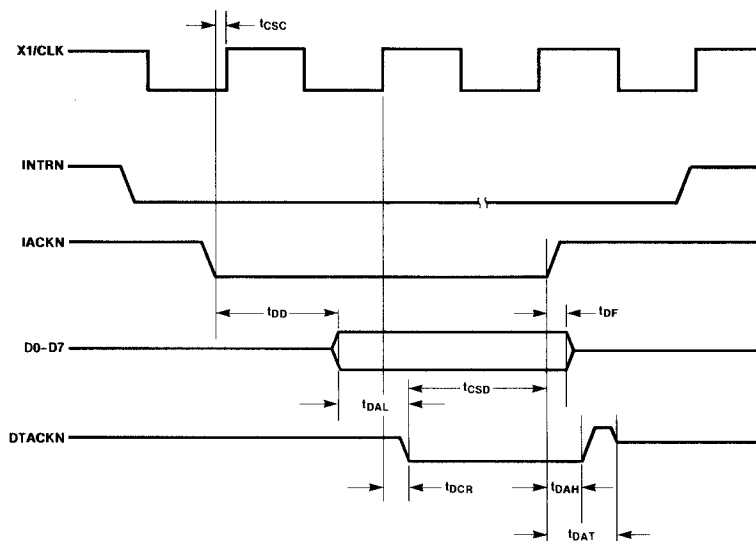 tCSC
X1/CLK
INTRN
IACKN
tDD
tDF
D0–D7
tCSD
tDAL
DTACKN
tDCR
tDAH
tDAT